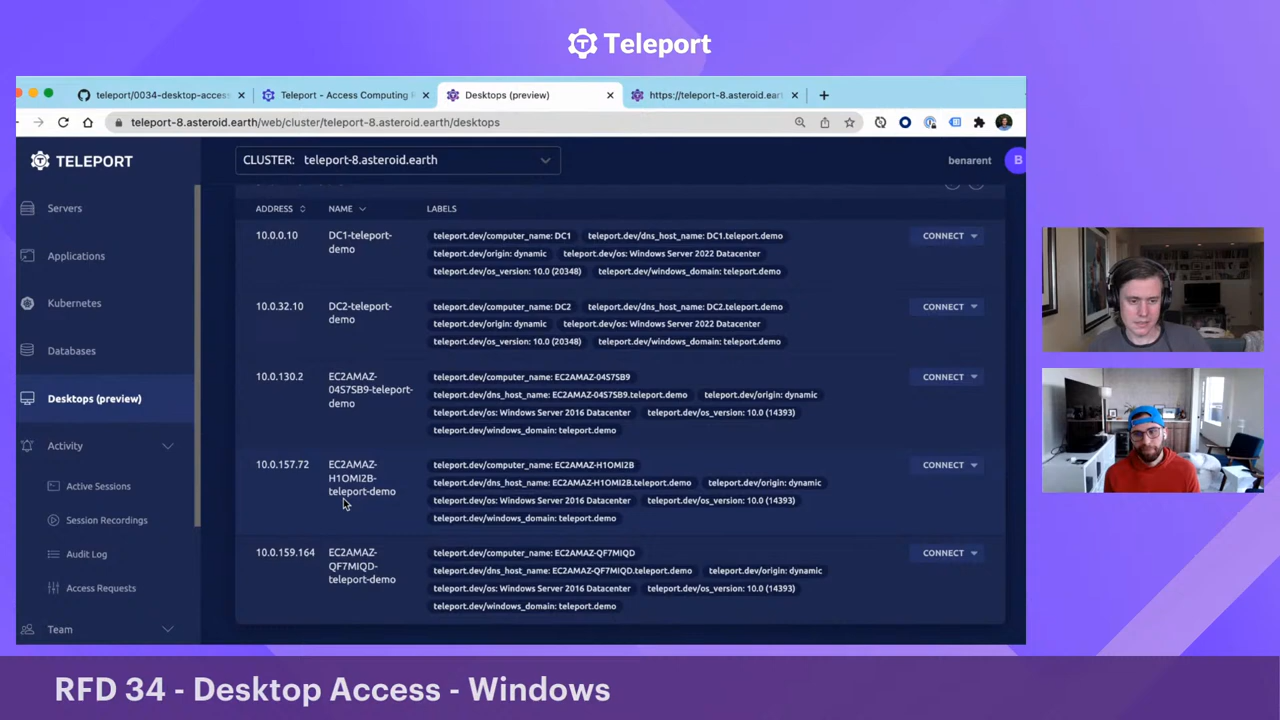 Teleport
teleport/0034-desktop-access
Teleport - Access Computing
Desktops (preview)
https://teleport-8.asteroid.eart
teleport-8.asteroid.earth/web/cluster/teleport-8.asteroid.earth/desktops
TELEPORT
CLUSTER: teleport-8.asteroid.earth
benarent
B
Servers
Applications
Kubernetes
Databases
Desktops (preview)
Activity
Active Sessions
Session Recordings
Audit Log
Access Requests
Team
ADDRESS NAME LABELS
10.0.0.10
DC1-teleport-
demo
teleport.dev/computer_name: DC1 teleport.dev/dns_host_name: DC1.teleport.demo
teleport.dev/origin: dynamic teleport.dev/os: Windows Server 2022 Datacenter
teleport.dev/os_version: 10.0 (20348) teleport.dev/windows_domain: teleport.demo
CONNECT
10.0.32.10
DC2-teleport-
demo
teleport.dev/computer_name: DC2 teleport.dev/dns_host_name: DC2.teleport.demo
teleport.dev/origin: dynamic teleport.dev/os: Windows Server 2022 Datacenter
teleport.dev/os_version: 10.0 (20348) teleport.dev/windows_domain: teleport.demo
CONNECT
10.0.130.2
EC2AMAZ-
04S7SB9-teleport-
demo
teleport.dev/computer_name: EC2AMAZ-04S7SB9
teleport.dev/dns_host_name: EC2AMAZ-04S7SB9.teleport.demo teleport.dev/origin: dynamic
teleport.dev/os: Windows Server 2016 Datacenter teleport.dev/os_version: 10.0 (14393)
teleport.dev/windows_domain: teleport.demo
CONNECT
10.0.157.72
EC2AMAZ-
H1OMI2B-
teleport-demo
teleport.dev/computer_name: EC2AMAZ-H1OMI2B
teleport.dev/dns_host_name: EC2AMAZ-H1OMI2B.teleport.demo teleport.dev/origin: dynamic
teleport.dev/os: Windows Server 2016 Datacenter teleport.dev/os_version: 10.0 (14393)
teleport.dev/windows_domain: teleport.demo
CONNECT
10.0.159.164
EC2AMAZ-
QF7MIQD-
teleport-demo
teleport.dev/computer_name: EC2AMAZ-QF7MIQD
teleport.dev/dns_host_name: EC2AMAZ-QF7MIQD.teleport.demo teleport.dev/origin: dynamic
teleport.dev/os: Windows Server 2016 Datacenter teleport.dev/os_version: 10.0 (14393)
teleport.dev/windows_domain: teleport.demo
CONNECT
RFD 34 - Desktop Access - Windows